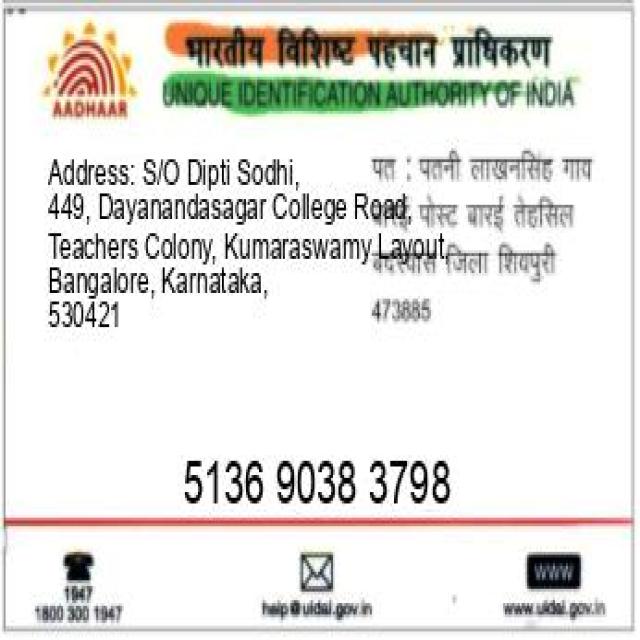 भारतीय विशिष्ट पहचान प्राधिकरण
UNIQUE IDENTIFICATION AUTHORITY OF INDIA
AADHAAR
Address: S/O Dipti Sodhi,
449, Dayanandasagar College Road,
Teachers Colony, Kumaraswamy Layout,
Bangalore, Karnataka,
530421
पत : पतनी लाखनसिंह गाय
पोस्ट बारई तेहसिल
जिला शिवपुरी
473885
5136 9038 3798
1947
1800 300 1947
help@uidai.gov.in
WWW
www.uidai.gov.in